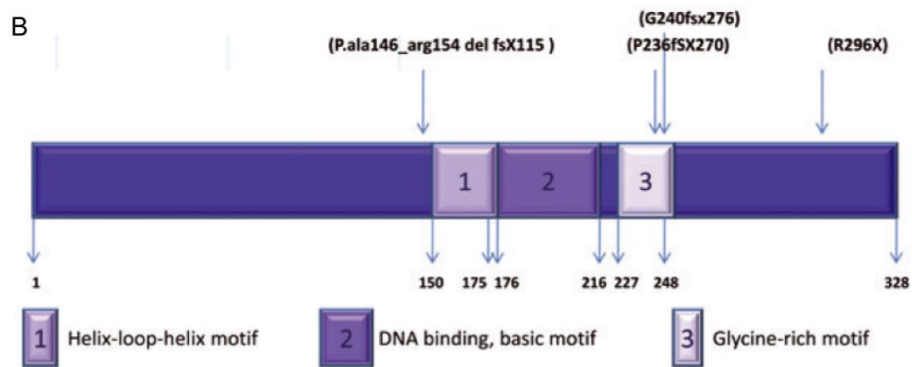 B
(G240fsx276)
(P.ala146_arg154 del fsX115 )
(P236fSX270)
(R296X)
1
2
3
1
150
175
176
216
227
248
328
1 Helix-loop-helix motif
2 DNA binding, basic motif
3 Glycine-rich motif